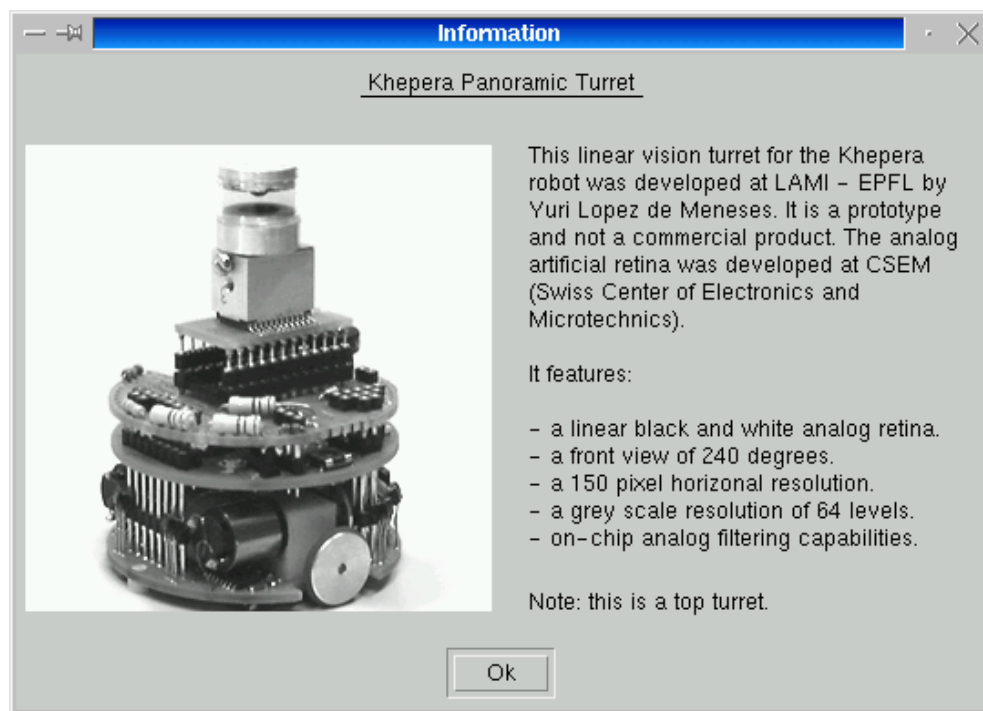 Information
Khepera Panoramic Turret
This linear vision turret for the Khepera
robot was developed at LAMI – EPFL by
Yuri Lopez de Meneses. It is a prototype
and not a commercial product. The analog
artificial retina was developed at CSEM
(Swiss Center of Electronics and
Microtechnics).
It features:
– a linear black and white analog retina.
– a front view of 240 degrees.
– a 150 pixel horizonal resolution.
– a grey scale resolution of 64 levels.
– on–chip analog filtering capabilities.
Note: this is a top turret.
Ok